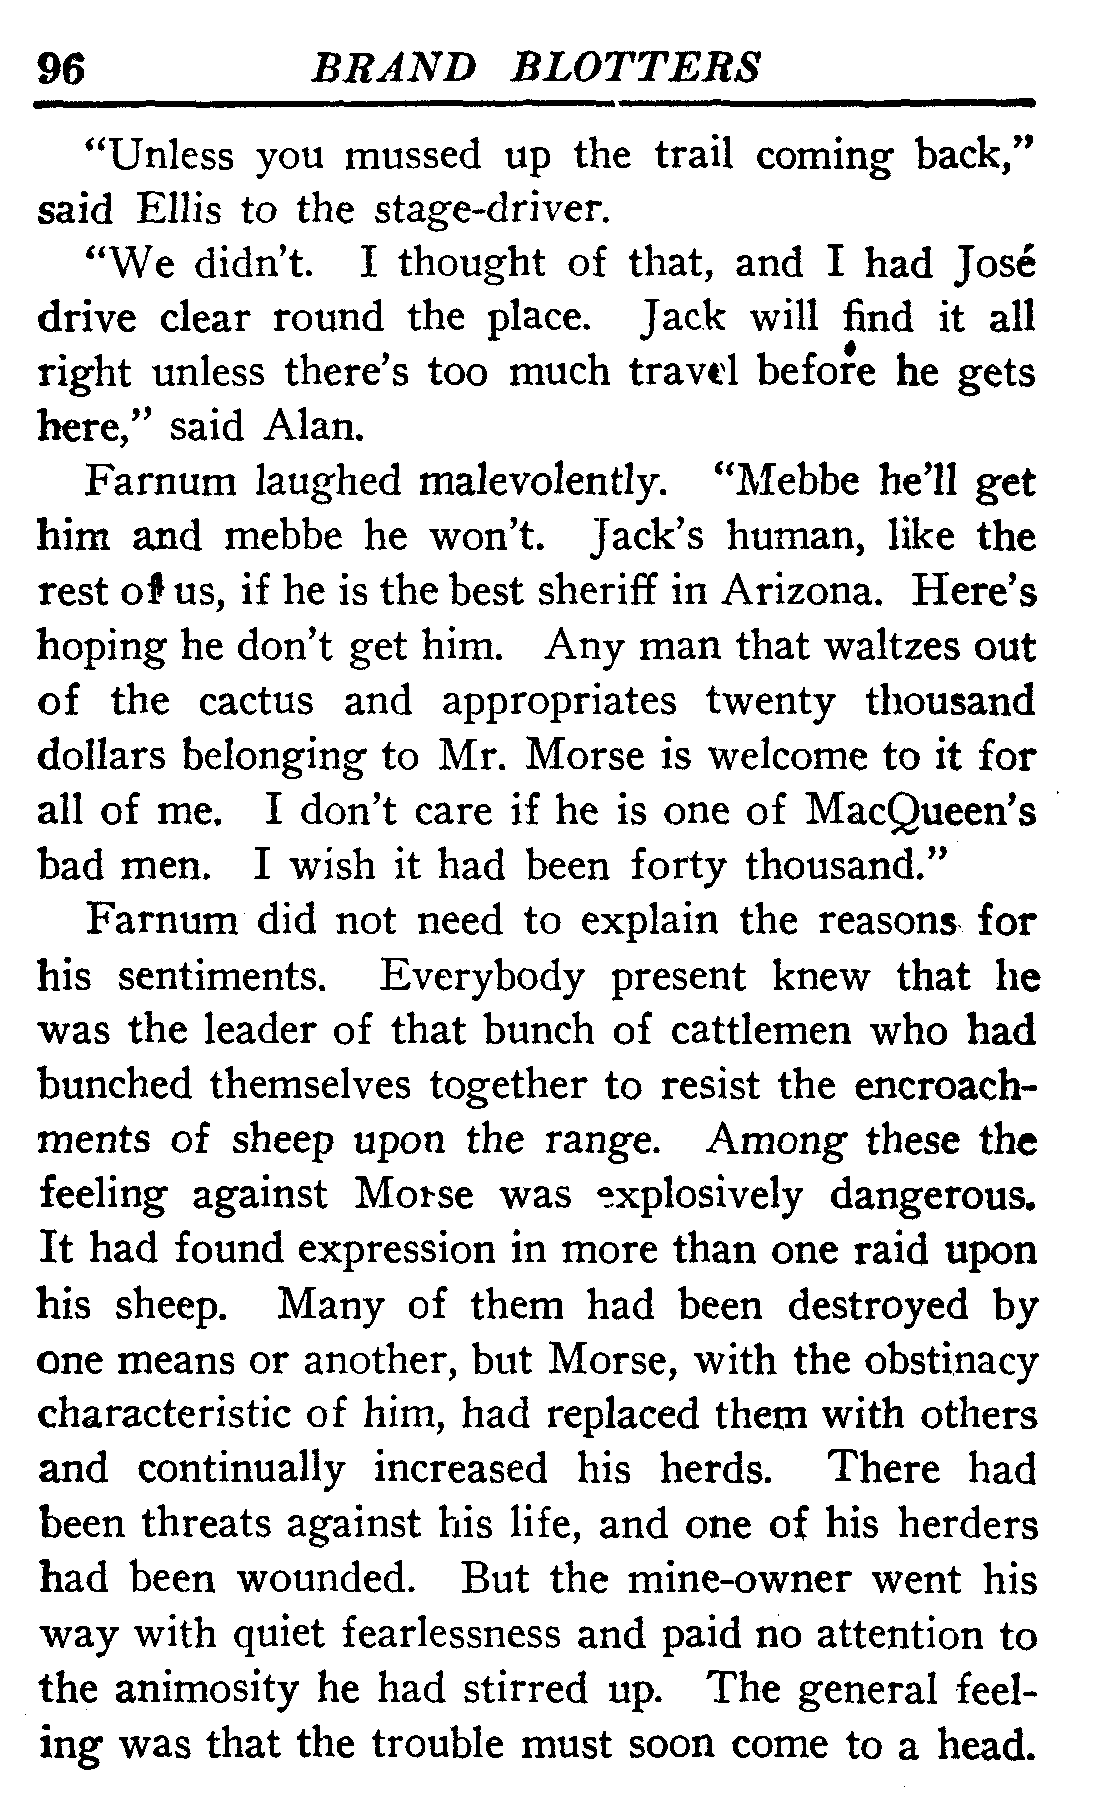 96 BRAND BLOTTERS
“Unless you mussed up the trail coming back,”
said Ellis to the stage-driver.
“We didn't. I thought of that, and I had José
drive clear round the place. Jack will find it all
right unless there's too much travel before he gets
here,” said Alan.
Farnum laughed malevolently. “Mebbe he'll get
him and mebbe he won't. Jack's human, like the
rest of us, if he is the best sheriff in Arizona. Here's
hoping he don't get him. Any man that waltzes out
of the cactus and appropriates twenty thousand
dollars belonging to Mr. Morse is welcome to it for
all of me. I don't care if he is one of MacQueen's
bad men. I wish it had been forty thousand.”
Farnum did not need to explain the reasons for
his sentiments. Everybody present knew that he
was the leader of that bunch of cattlemen who had
bunched themselves together to resist the encroach-
ments of sheep upon the range. Among these the
feeling against Morse was explosively dangerous.
It had found expression in more than one raid upon
his sheep. Many of them had been destroyed by
one means or another, but Morse, with the obstinacy
characteristic of him, had replaced them with others
and continually increased his herds. There had
been threats against his life, and one of his herders
had been wounded. But the mine-owner went his
way with quiet fearlessness and paid no attention to
the animosity he had stirred up. The general feel-
ing was that the trouble must soon come to a head.